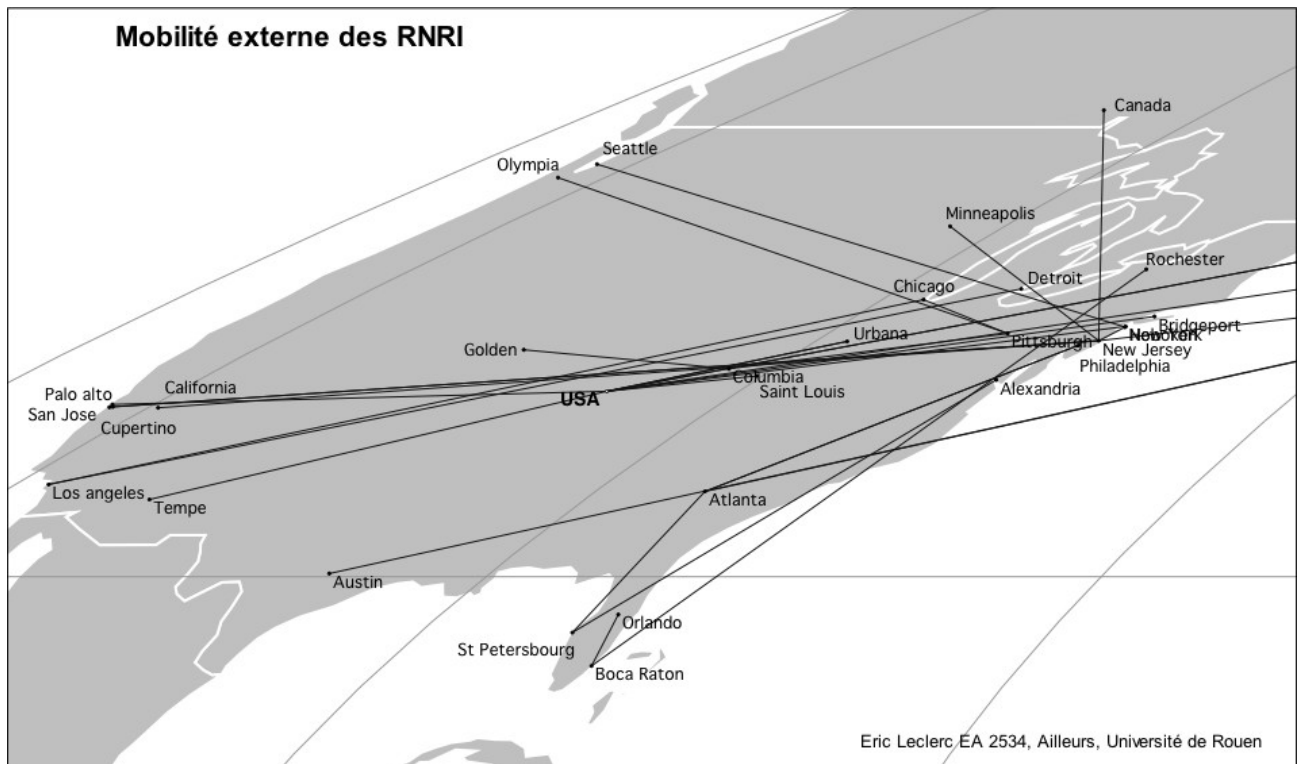 Mobilité externe des RNRI
Canada
Seattle
Olympia
Minneapolis
Rochester
Detroit
Chicago
Bridgeport
Urbana
Pittsburgh
New Jersey
Golden
Philadelphia
Columbia
Alexandria
California
Palo alto
Saint Louis
USA
San Jose
Cupertino
Los angeles
Atlanta
Tempe
Austin
Orlando
St Petersbourg
Boca Raton
Eric Leclerc EA 2534, Ailleurs, Université de Rouen